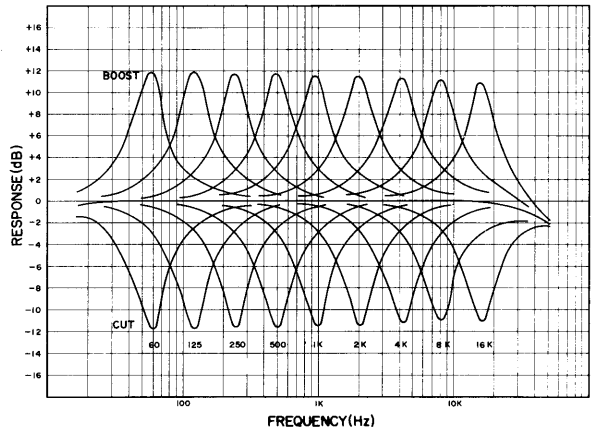 +16
+14
+12
BOOST
+10
+8
+6
+4
+2
0
-2
-4
-6
-8
-10
CUT
-12
60 125 250 500 1K 2K 4K 8K 16K
-14
-16
100 1K 10K
RESPONSE(dB)
FREQUENCY(Hz)